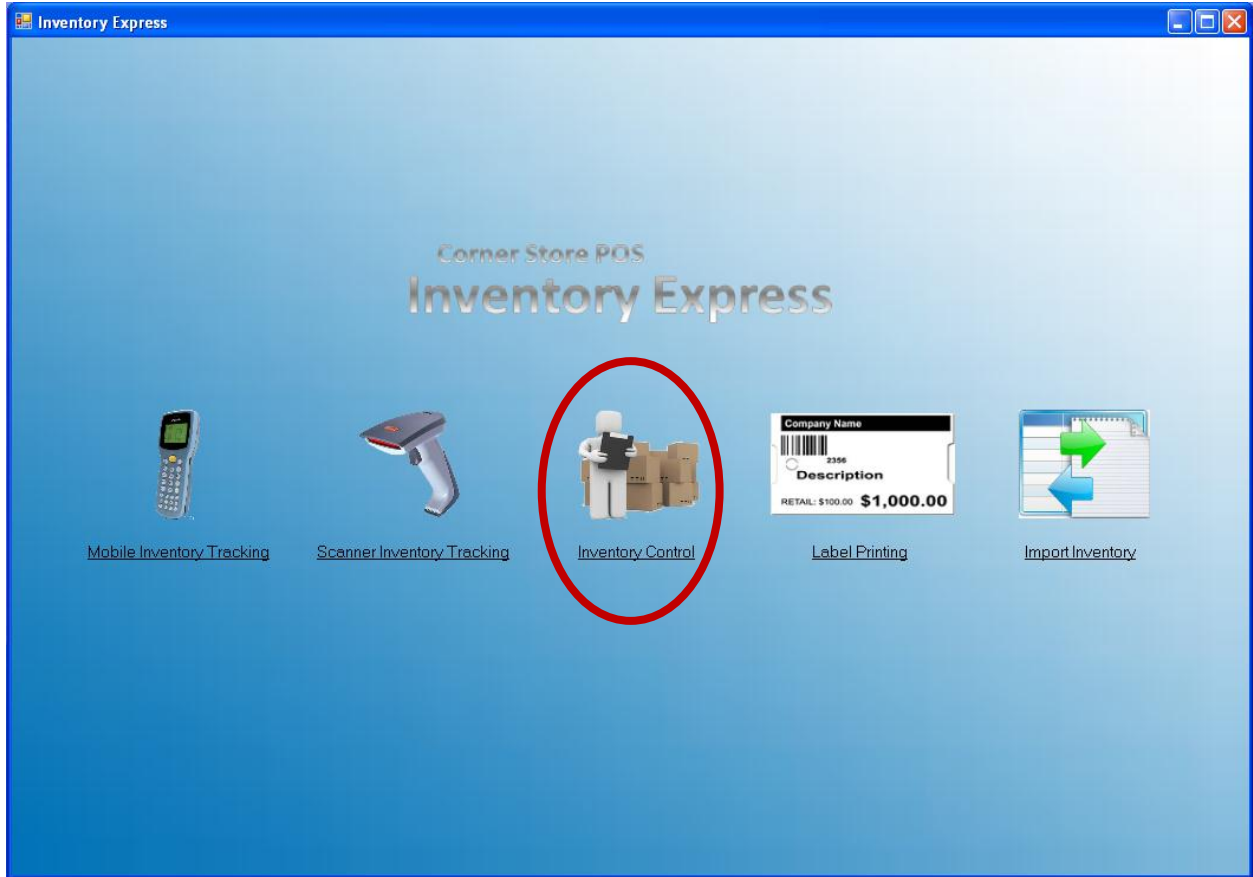 Inventory Express
Corner Store POS
Inventory Express
Company Name
2356
Description
RETAIL: $100.00 $1,000.00
Mobile Inventory Tracking
Scanner Inventory Tracking
Inventory Control
Label Printing
Import Inventory